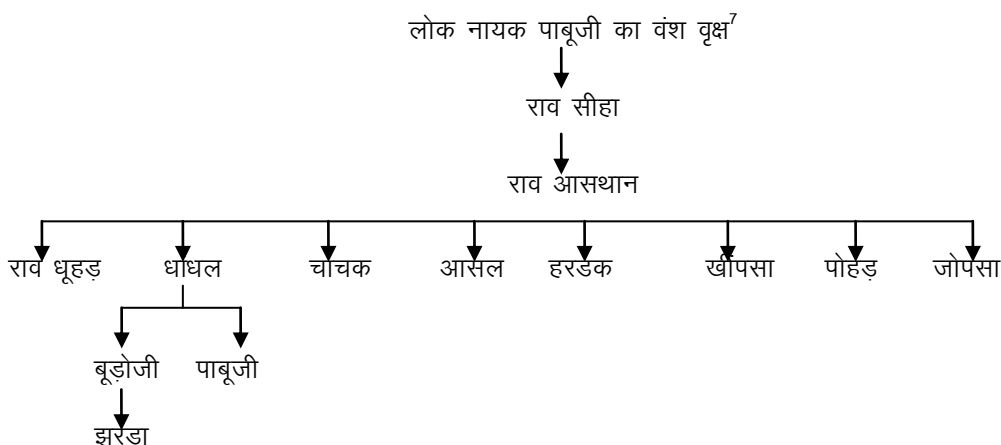 लोक नायक पाबूजी का वंश वृक्ष⁷
राव सीहा
राव आसथान
राव धूहड़ धांधल चाचक आसल हरडक खींपसा पोहड़ जोपसा
बूड़ोजी पाबूजी
झरडा